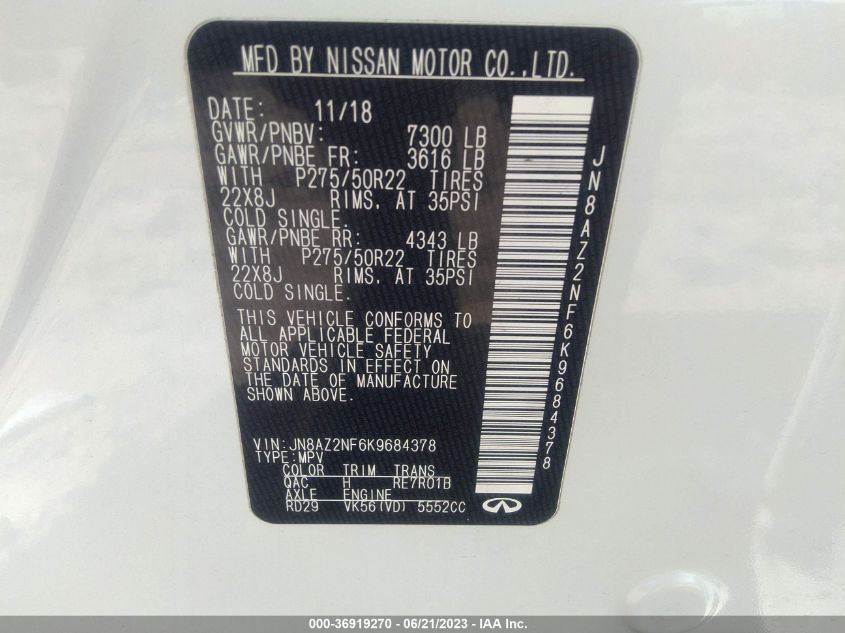 MFD BY NISSAN MOTOR CO.,LTD.
DATE: 11/18
GVWR/PNBV: 7300 LB
GAWR/PNBE FR: 3616 LB
WITH P275/50R22 TIRES
22X8J RIMS, AT 35PSI
COLD SINGLE.
GAWR/PNBE RR: 4343 LB
WITH P275/50R22 TIRES
22X8J RIMS, AT 35PSI
COLD SINGLE.
THIS VEHICLE CONFORMS TO
ALL APPLICABLE FEDERAL
MOTOR VEHICLE SAFETY
STANDARDS IN EFFECT ON
THE DATE OF MANUFACTURE
SHOWN ABOVE.
VIN:JN8AZ2NF6K9684378
TYPE:MPV
COLOR TRIM TRANS
QAC H RE7R01B
AXLE ENGINE
RD29 VK56(VD) 5552CC
JN8AZ2NF6K9684378
000-36919270 - 06/21/2023 - IAA Inc.